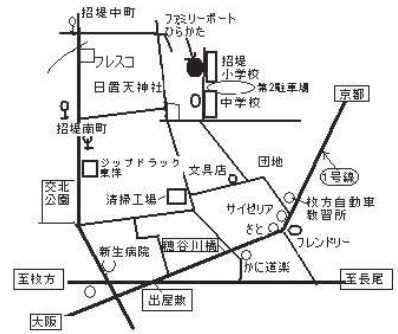 招堤中町
ファミリーポート
ひらかた
フレスコ
招堤
小学校
京都
日置天神社
第2駐車場
中学校
招堤南町
ジップドラック
東洋
文具店
団地
1号線
交北
公園
清掃工場
サイゼリア
枚方自動車
教習所
さと
フレンドリー
新生病院
穂谷川橋
かに道楽
至枚方
至長尾
出屋敷
大阪